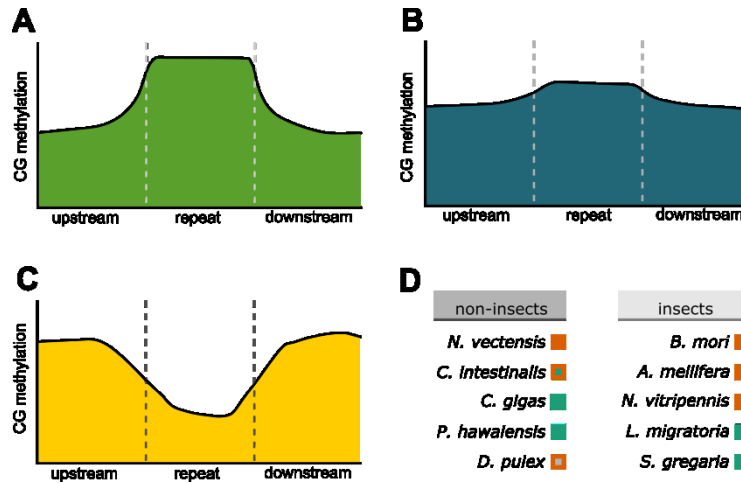 A
CG methylation
upstream repeat downstream
B
CG methylation
upstream repeat downstream
C
CG methylation
upstream repeat downstream
D
non-insects insects
N. vectensis B. mori
C. intestinalis A. mellifera
C. gigas N. vitripennis
P. hawaiensis L. migratoria
D. pulex S. gregaria